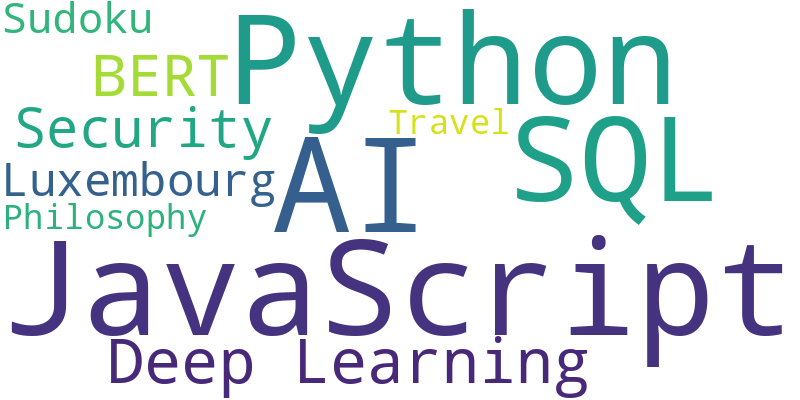 Sudoku
Python
BERT
Security
Travel
SQL
AI
Luxembourg
Philosophy
JavaScript
Deep Learning